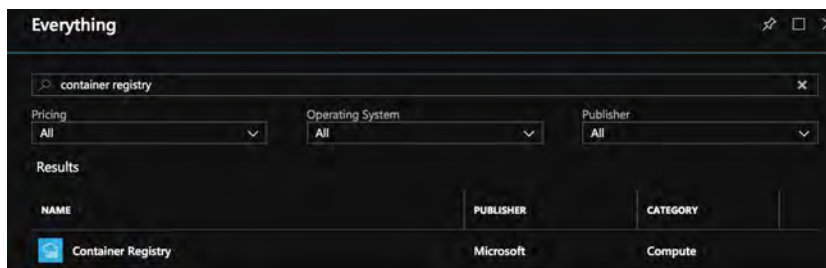 Everything
container registry
Pricing Operating System Publisher
All All All
Results
NAME PUBLISHER CATEGORY
Container Registry Microsoft Compute